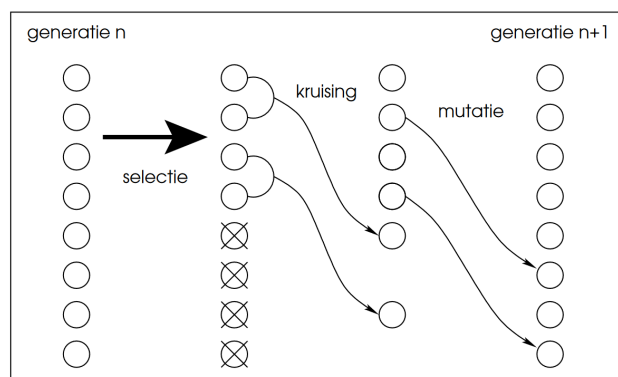 generatie n
generatie n+1
kruising
mutatie
selectie